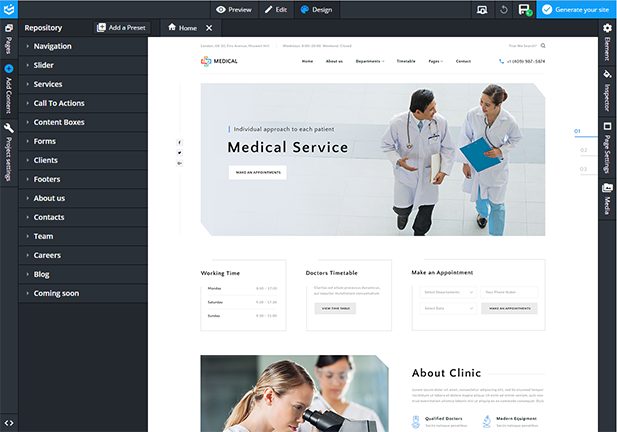 Preview
Edit
Design
Generate your site
Repository
Add a Preset
Home
Pages
Add Content
Project settings
Navigation
Slider
Services
Call To Actions
Content Boxes
Forms
Clients
Footers
About us
Contacts
Team
Careers
Blog
Coming soon
MEDICAL
Home
About us
Departments
Timetable
Pages
Contact
+1 (409) 987-5874
Individual approach to each patient
Medical Service
MAKE AN APPOINTMENTS
01
02
03
Working Time
Monday
Saturday
Sunday
Doctors Timetable
VIEW TIME TABLE
Make an Appointment
Select Departments
Select Date
MAKE AN APPOINTMENTS
About Clinic
Qualified Doctors
Modern Equipment
Element
Inspector
Page Settings
Media